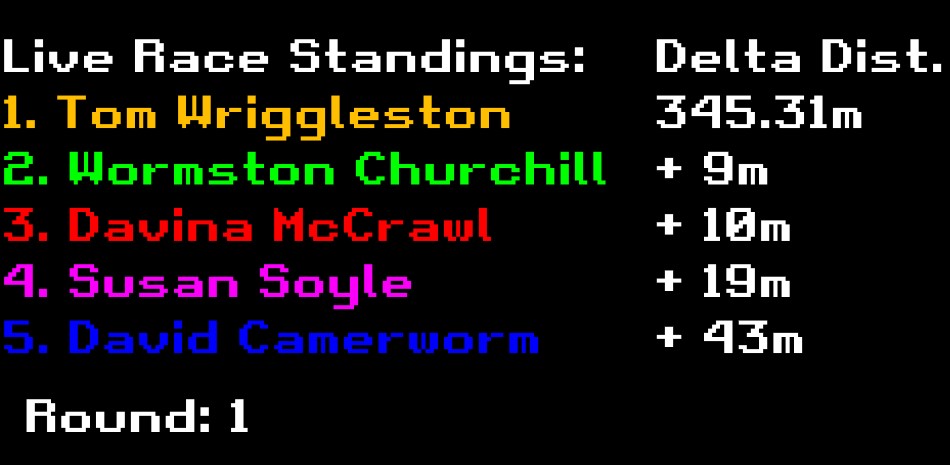 Live Race Standings: Delta Dist.
1. Tom Wriggleston 345.31m
2. Wormston Churchill + 9m
3. Davina McCrawl + 10m
4. Susan Soyle + 19m
5. David Camerworm + 43m
Round: 1